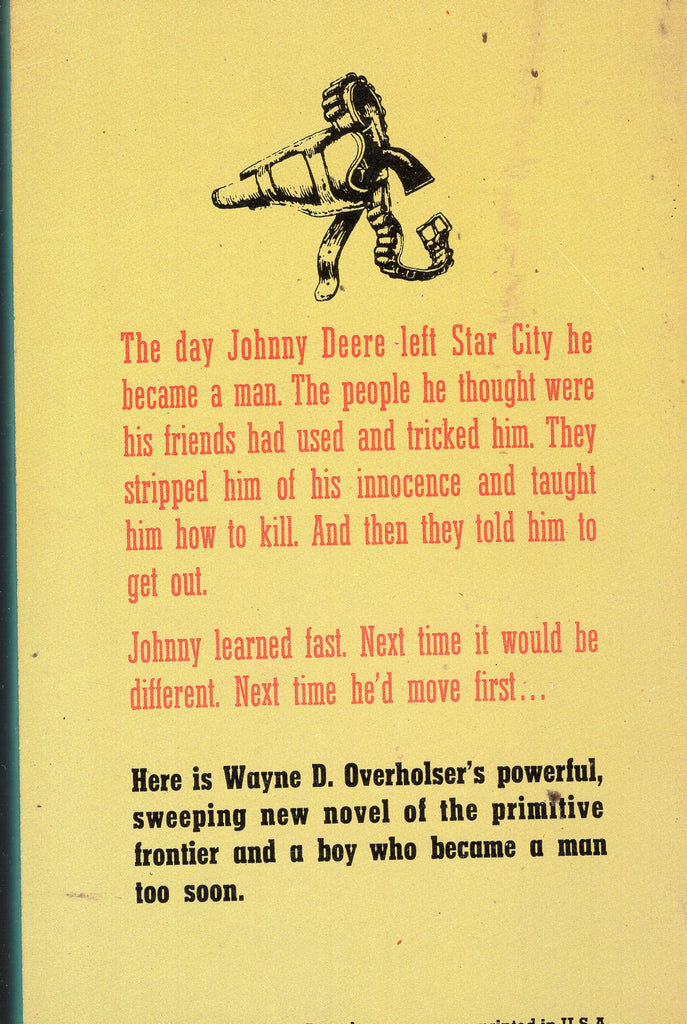 The day Johnny Deere left Star City he
became a man. The people he thought were
his friends had used and tricked him. They
stripped him of his innocence and taught
him how to kill. And then they told him to
get out.
Johnny learned fast. Next time it would be
different. Next time he'd move first...
Here is Wayne D. Overholser's powerful,
sweeping new novel of the primitive
frontier and a boy who became a man
too soon.
printed in U.S.A.